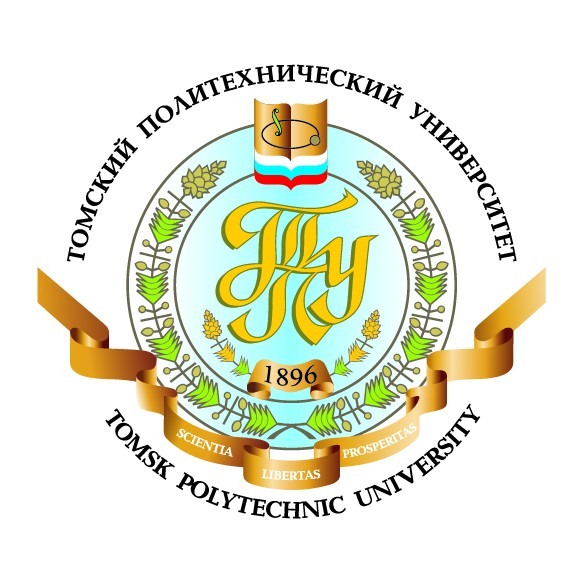 ТОМСКИЙ ПОЛИТЕХНИЧЕСКИЙ УНИВЕРСИТЕТ
ТПУ
1896
SCIENTIA
LIBERTAS
PROSPERITAS
TOMSK POLYTECHNIC UNIVERSITY